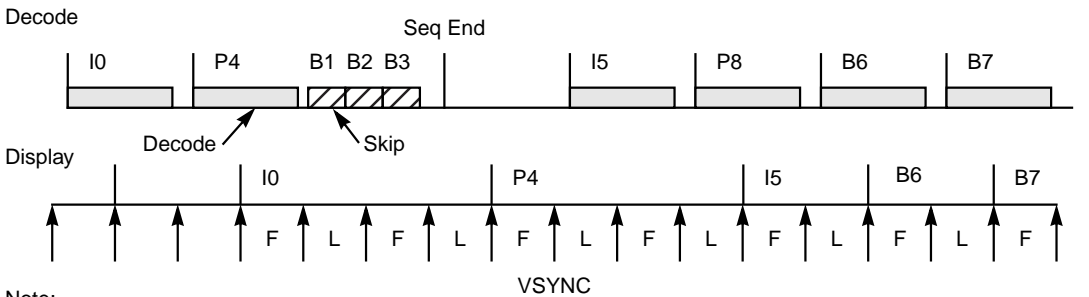 Decode
Seq End
I0 P4 B1 B2 B3 I5 P8 B6 B7
Decode Skip
Display
I0 P4 I5 B6 B7
F L F L F L F L F L F L F
VSYNC
Note: